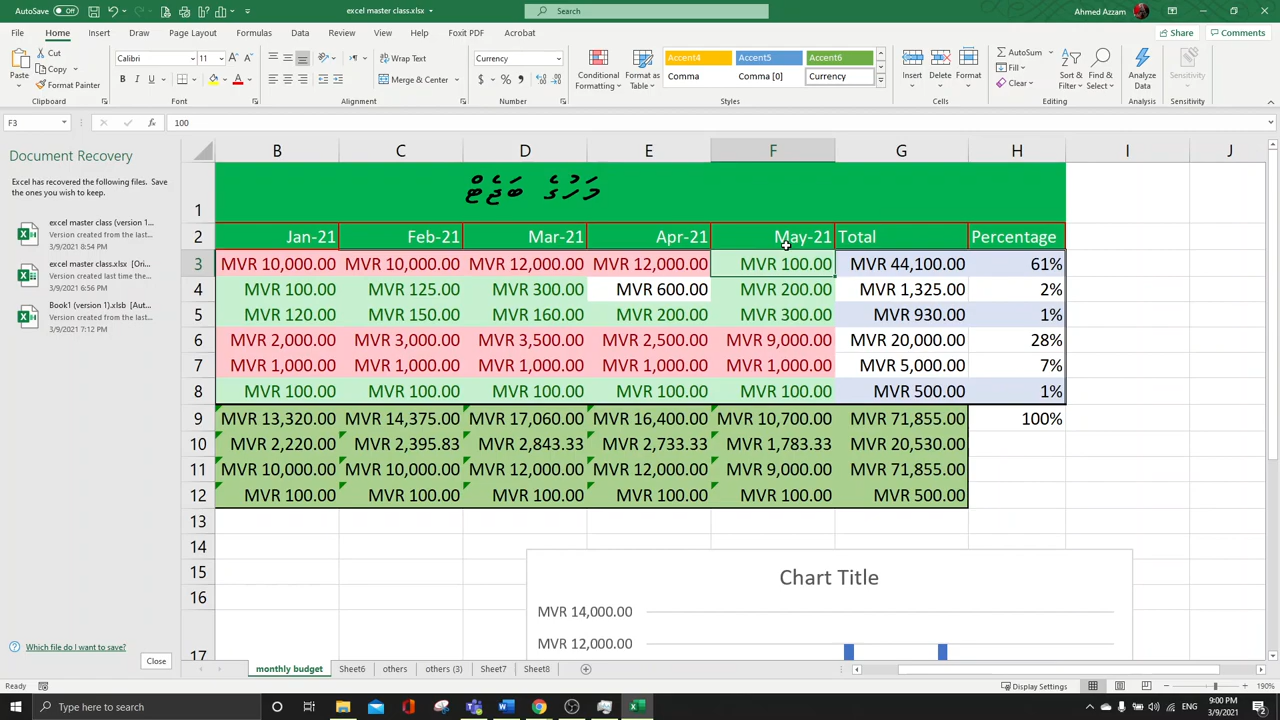 AutoSave Off
excel master class.xlsx
Search
Ahmed Azzam
File Home Insert Draw Page Layout Formulas Data Review View Help Foxit PDF Acrobat
Share Comments
Paste Cut Copy Format Painter
Calibri 11
Wrap Text
Merge & Center
Currency
Conditional Formatting
Format as Table
Accent4 Accent5 Accent6
Comma Comma [0] Currency
Insert Delete Format
AutoSum Fill Clear
Sort & Filter
Find & Select
Analyze Data
Sensitivity
Clipboard Font Alignment Number Styles Cells Editing Analysis Sensitivity
F3 100
Document Recovery
Excel has recovered the following files. Save
the ones you wish to keep.
excel master class (version 1...
Version created from the last...
3/9/2021 8:54 PM
excel master class.xlsx [Ori...
Version created last time the...
3/9/2021 6:56 PM
Book1 (version 1).xlsb [Aut...
Version created from the last...
3/9/2021 7:12 PM
Which file do I want to save?
Close
B C D E F G H I J
1 މަހުގެ ބަޖެޓް
2 Jan-21 Feb-21 Mar-21 Apr-21 May-21 Total Percentage
3 MVR 10,000.00 MVR 10,000.00 MVR 12,000.00 MVR 12,000.00 MVR 100.00 MVR 44,100.00 61%
4 MVR 100.00 MVR 125.00 MVR 300.00 MVR 600.00 MVR 200.00 MVR 1,325.00 2%
5 MVR 120.00 MVR 150.00 MVR 160.00 MVR 200.00 MVR 300.00 MVR 930.00 1%
6 MVR 2,000.00 MVR 3,000.00 MVR 3,500.00 MVR 2,500.00 MVR 9,000.00 MVR 20,000.00 28%
7 MVR 1,000.00 MVR 1,000.00 MVR 1,000.00 MVR 1,000.00 MVR 1,000.00 MVR 5,000.00 7%
8 MVR 100.00 MVR 100.00 MVR 100.00 MVR 100.00 MVR 100.00 MVR 500.00 1%
9 MVR 13,320.00 MVR 14,375.00 MVR 17,060.00 MVR 16,400.00 MVR 10,700.00 MVR 71,855.00 100%
10 MVR 2,220.00 MVR 2,395.83 MVR 2,843.33 MVR 2,733.33 MVR 1,783.33 MVR 20,530.00
11 MVR 10,000.00 MVR 10,000.00 MVR 12,000.00 MVR 12,000.00 MVR 9,000.00 MVR 71,855.00
12 MVR 100.00 MVR 100.00 MVR 100.00 MVR 100.00 MVR 100.00 MVR 500.00
13
14
15
16
17
Chart Title
MVR 14,000.00
MVR 12,000.00
monthly budget Sheet6 others others (3) Sheet7 Sheet8
Ready Display Settings 190%
Type here to search
9:00 PM
3/9/2021